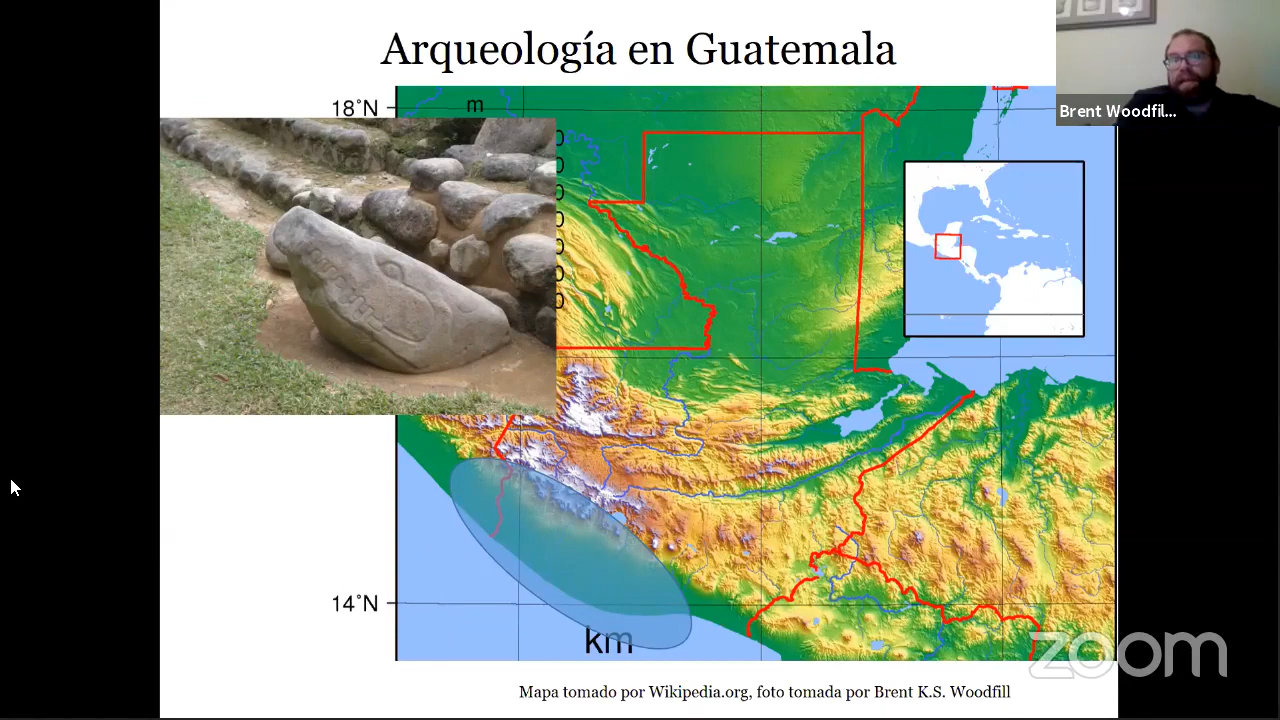 Arqueología en Guatemala
Brent Woodfil...
18°N
m
14°N
km
zoom
Mapa tomado por Wikipedia.org, foto tomada por Brent K.S. Woodfill